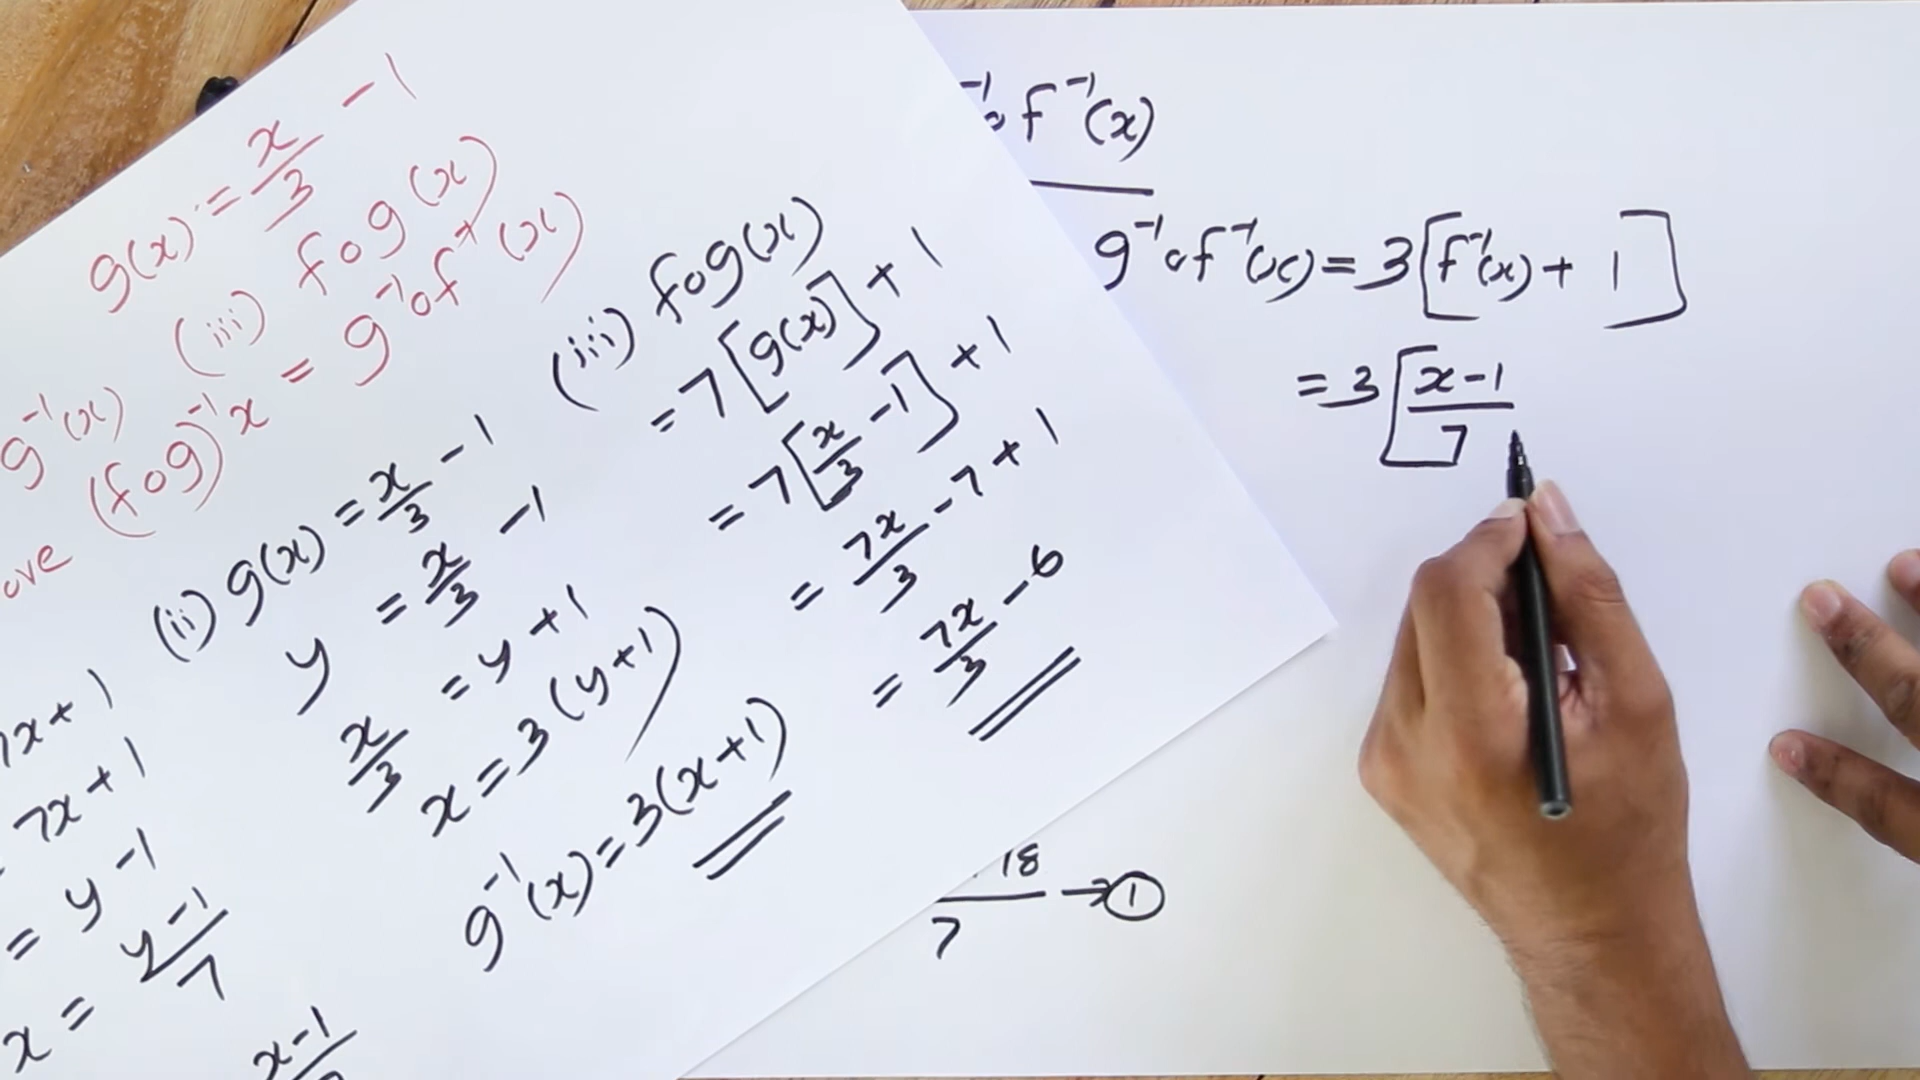 g(x) = x/3 - 1
(iii) fog(x)
g⁻¹(x)
(fog)⁻¹x = g⁻¹of⁻¹(x)
ove
7x + 1
7x + 1
= y - 1
x = y-1/7
x-1
(ii) g(x) = x/3 - 1
y = x/3 - 1
x/3 = y + 1
x = 3(y+1)
g⁻¹(x) = 3(x+1)
(iii) fog(x)
= 7[g(x)] + 1
= 7[x/3 - 1] + 1
= 7x/3 - 7 + 1
= 7x/3 - 6
⁻¹of⁻¹(x)
g⁻¹of⁻¹(x) = 3[f⁻¹(x) + 1]
= 3[x-1/7
18/7 → ①